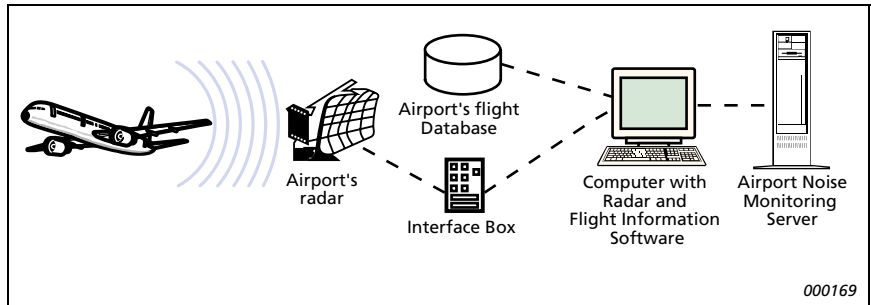 Airport's flight
Database
Airport's
radar
Interface Box
Computer with
Radar and
Flight Information
Software
Airport Noise
Monitoring
Server
000169